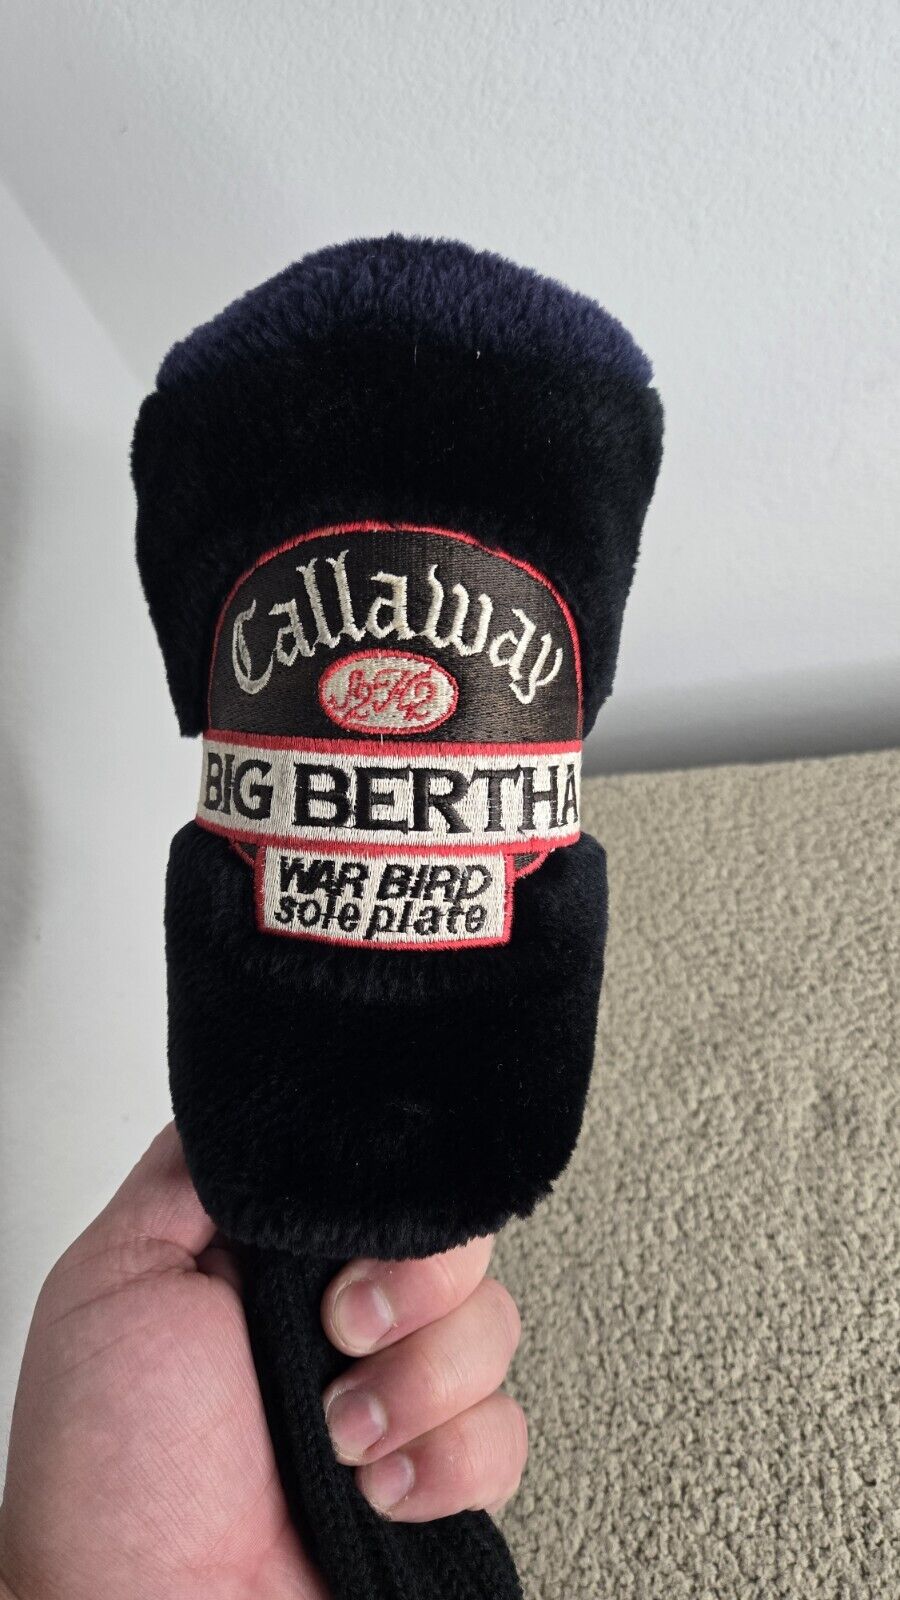 Callaway
S2H2
BIG BERTHA
WAR BIRD
sole plate